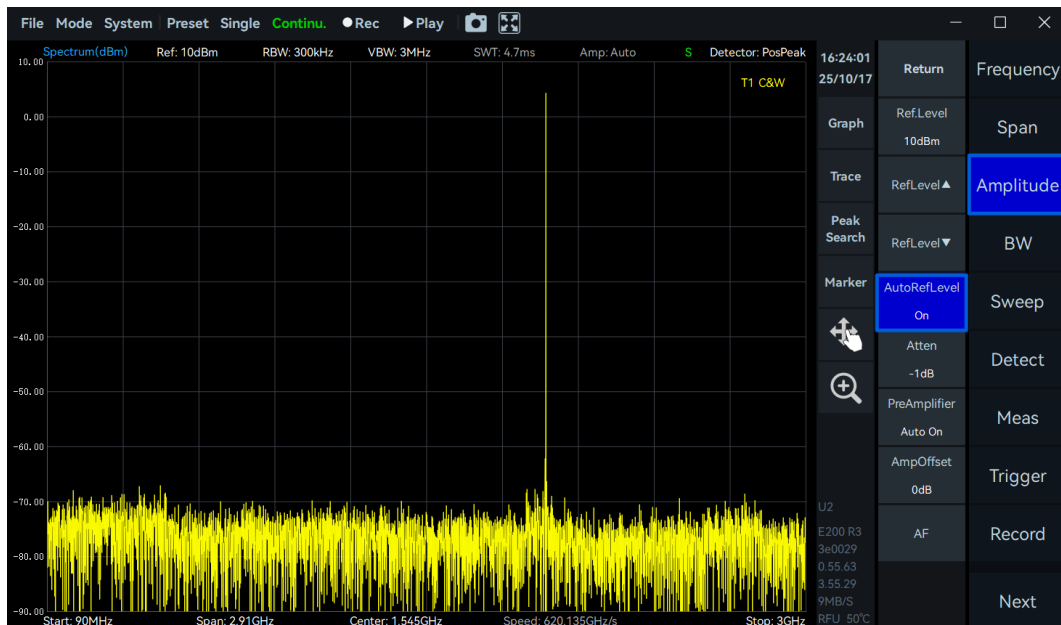 File Mode System Preset Single Continu. Rec Play
Spectrum(dBm) Ref: 10dBm RBW: 300kHz VBW: 3MHz SWT: 4.7ms Amp: Auto S Detector: PosPeak
10.00
T1 C&W
0.00
-10.00
-20.00
-30.00
-40.00
-50.00
-60.00
-70.00
-80.00
-90.00
Start: 90MHz Span: 2.91GHz Center: 1.545GHz Speed: 620.135GHz/s Stop: 3GHz
16:24:01
25/10/17
Graph
Trace
Peak
Search
Marker
U2
E200 R3
3e0029
0.55.63
3.55.29
9MB/S
RFU 50°C
Return
Ref.Level
10dBm
RefLevel▲
RefLevel▼
AutoRefLevel
On
Atten
-1dB
PreAmplifier
Auto On
AmpOffset
0dB
AF
Frequency
Span
Amplitude
BW
Sweep
Detect
Meas
Trigger
Record
Next